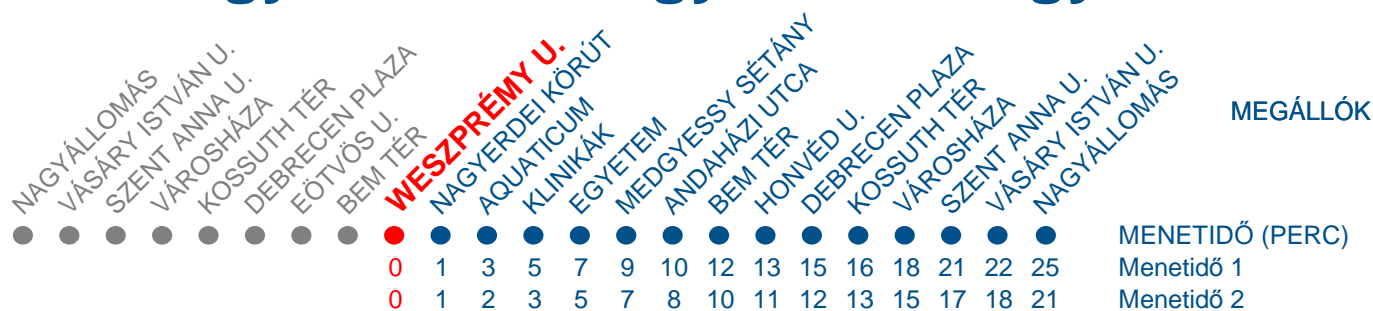 NAGYÁLLOMÁS
VÁSÁRY ISTVÁN U.
SZENT ANNA U.
VÁROSHÁZA
KOSSUTH TÉR
DEBRECEN PLAZA
EÖTVÖS U.
BEM TÉR
WESZPRÉMY U.
NAGYERDEI KÖRÚT
AQUATICUM
KLINIKÁK
EGYETEM
MEDGYESSY SÉTÁNY
ANDAHÁZI UTCA
BEM TÉR
HONVÉD U.
DEBRECEN PLAZA
KOSSUTH TÉR
VÁROSHÁZA
SZENT ANNA U.
VÁSÁRY ISTVÁN U.
NAGYÁLLOMÁS
MEGÁLLÓK
MENETIDŐ (PERC)
0 1 3 5 7 9 10 12 13 15 16 18 21 22 25 Menetidő 1
0 1 2 3 5 7 8 10 11 12 13 15 17 18 21 Menetidő 2